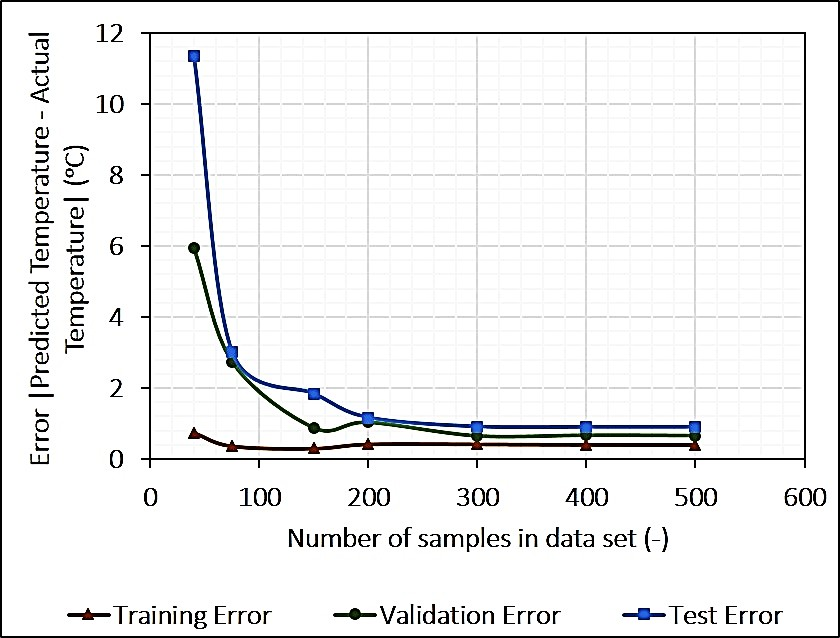 Error |Predicted Temperature - Actual
Temperature| (°C)
12
10
8
6
4
2
0
0 100 200 300 400 500 600
Number of samples in data set (-)
Training Error Validation Error Test Error